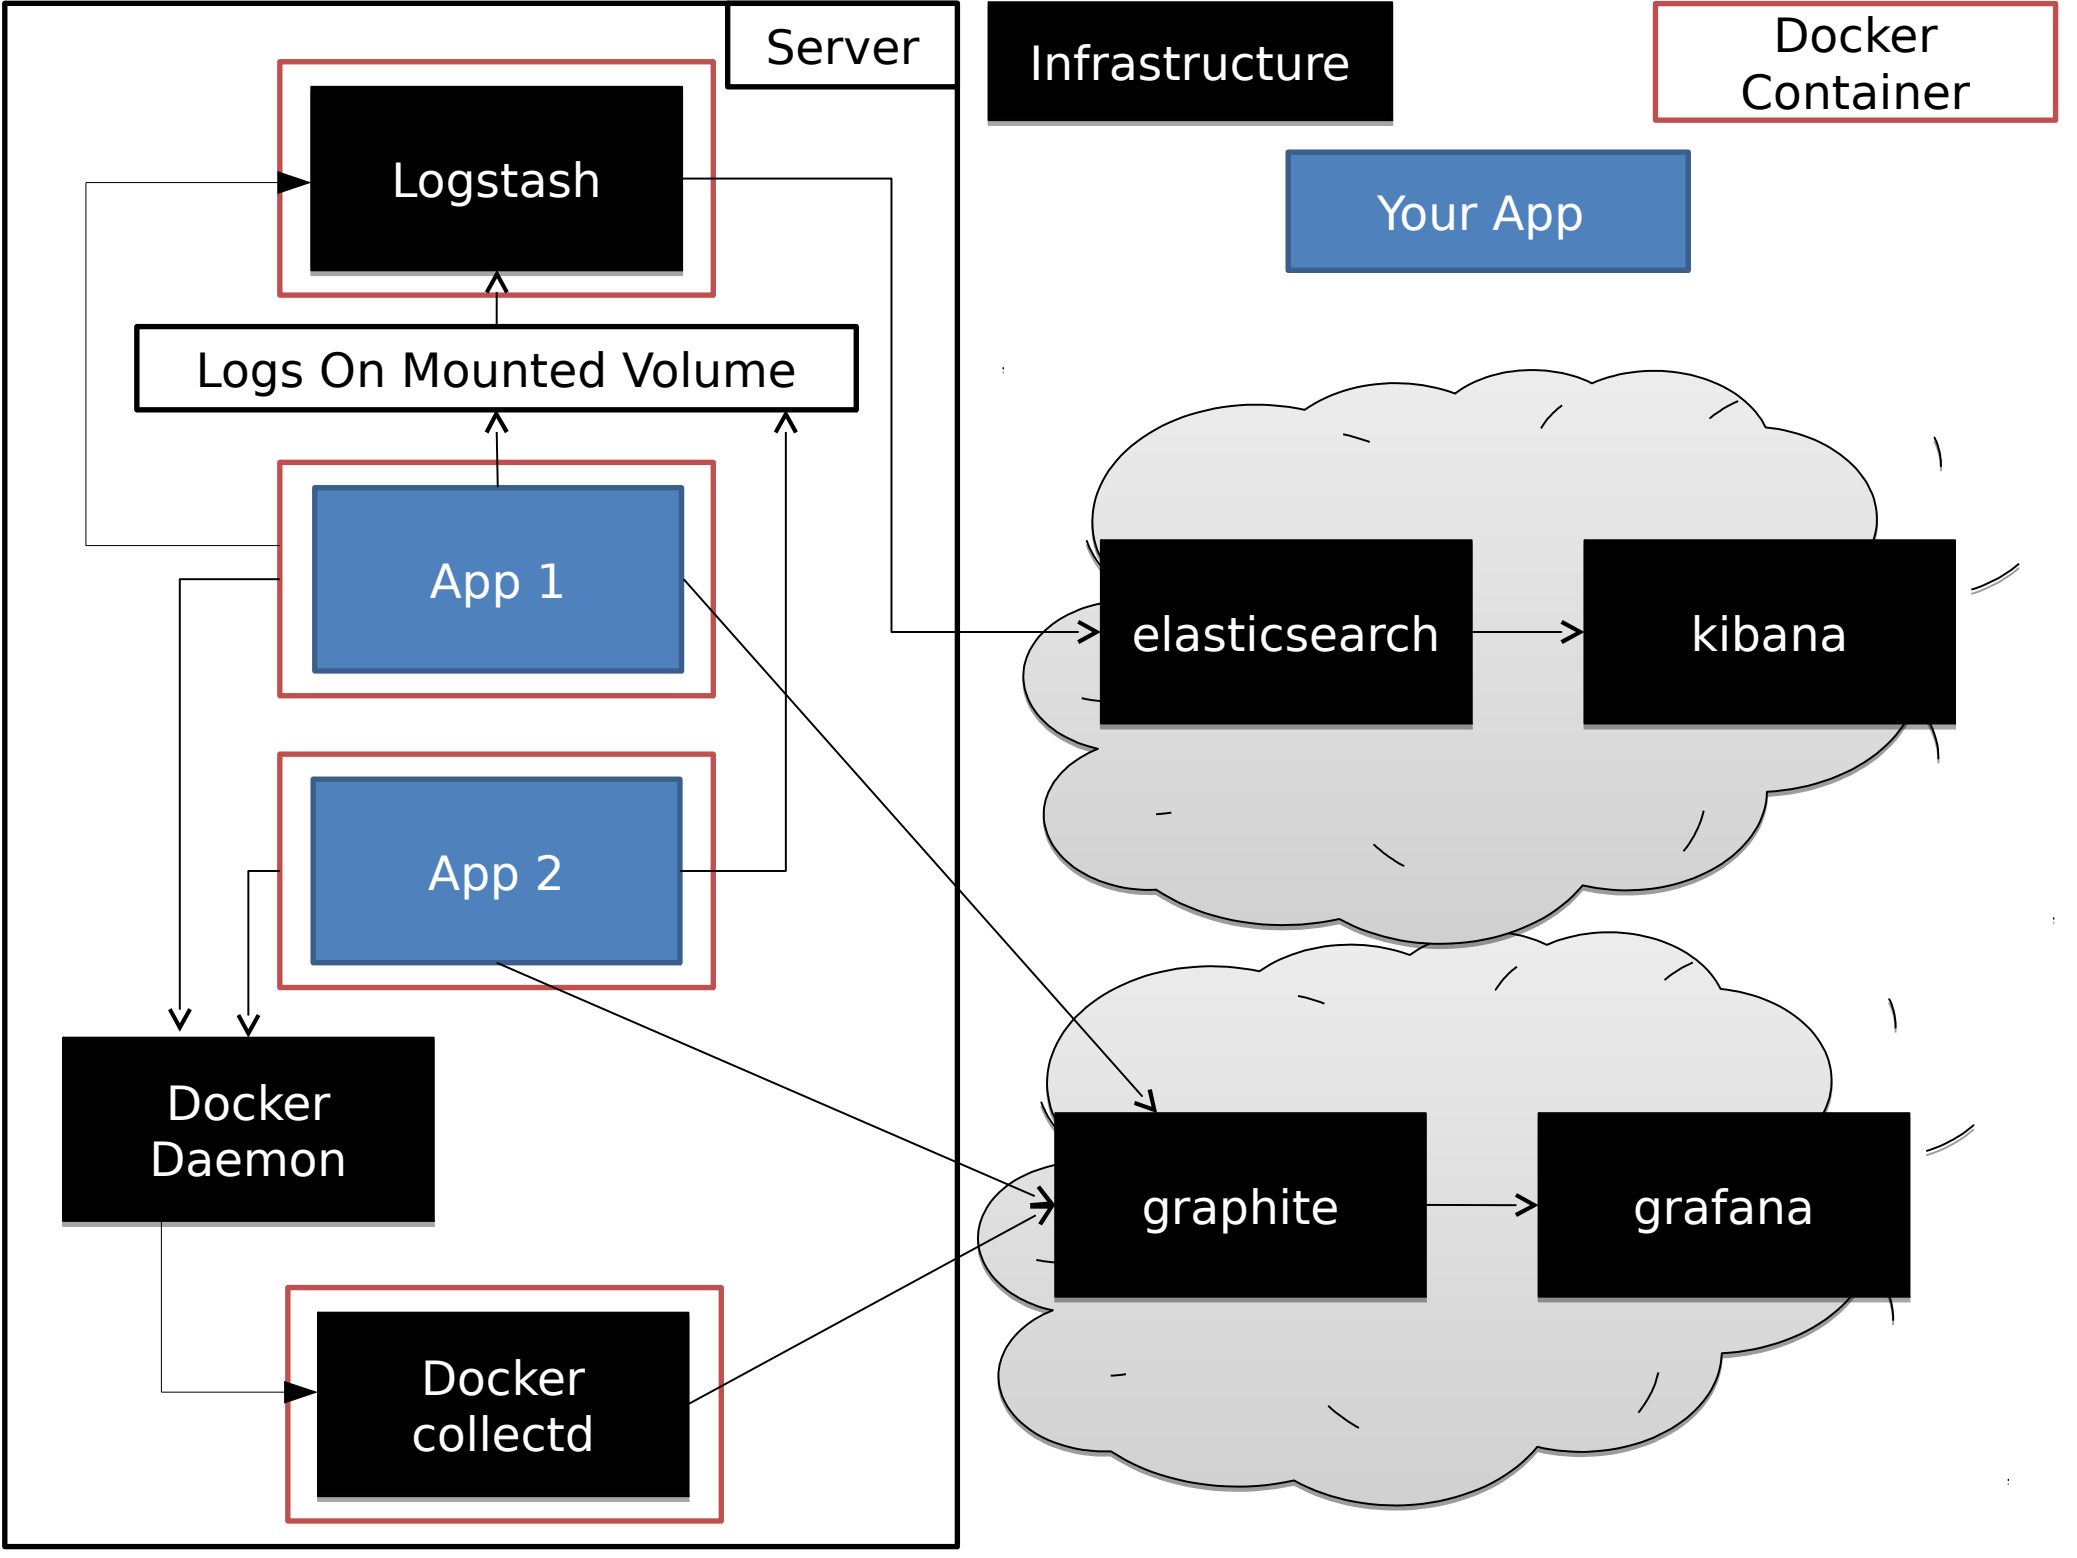 Server
Infrastructure
Docker
Container
Your App
Logstash
Logs On Mounted Volume
App 1
App 2
Docker
Daemon
Docker
collectd
elasticsearch
kibana
graphite
grafana